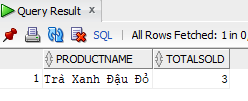 Query Result
SQL | All Rows Fetched: 1 in 0
PRODUCTNAME TOTALSOLD
1 Trà Xanh Đậu Đỏ 3